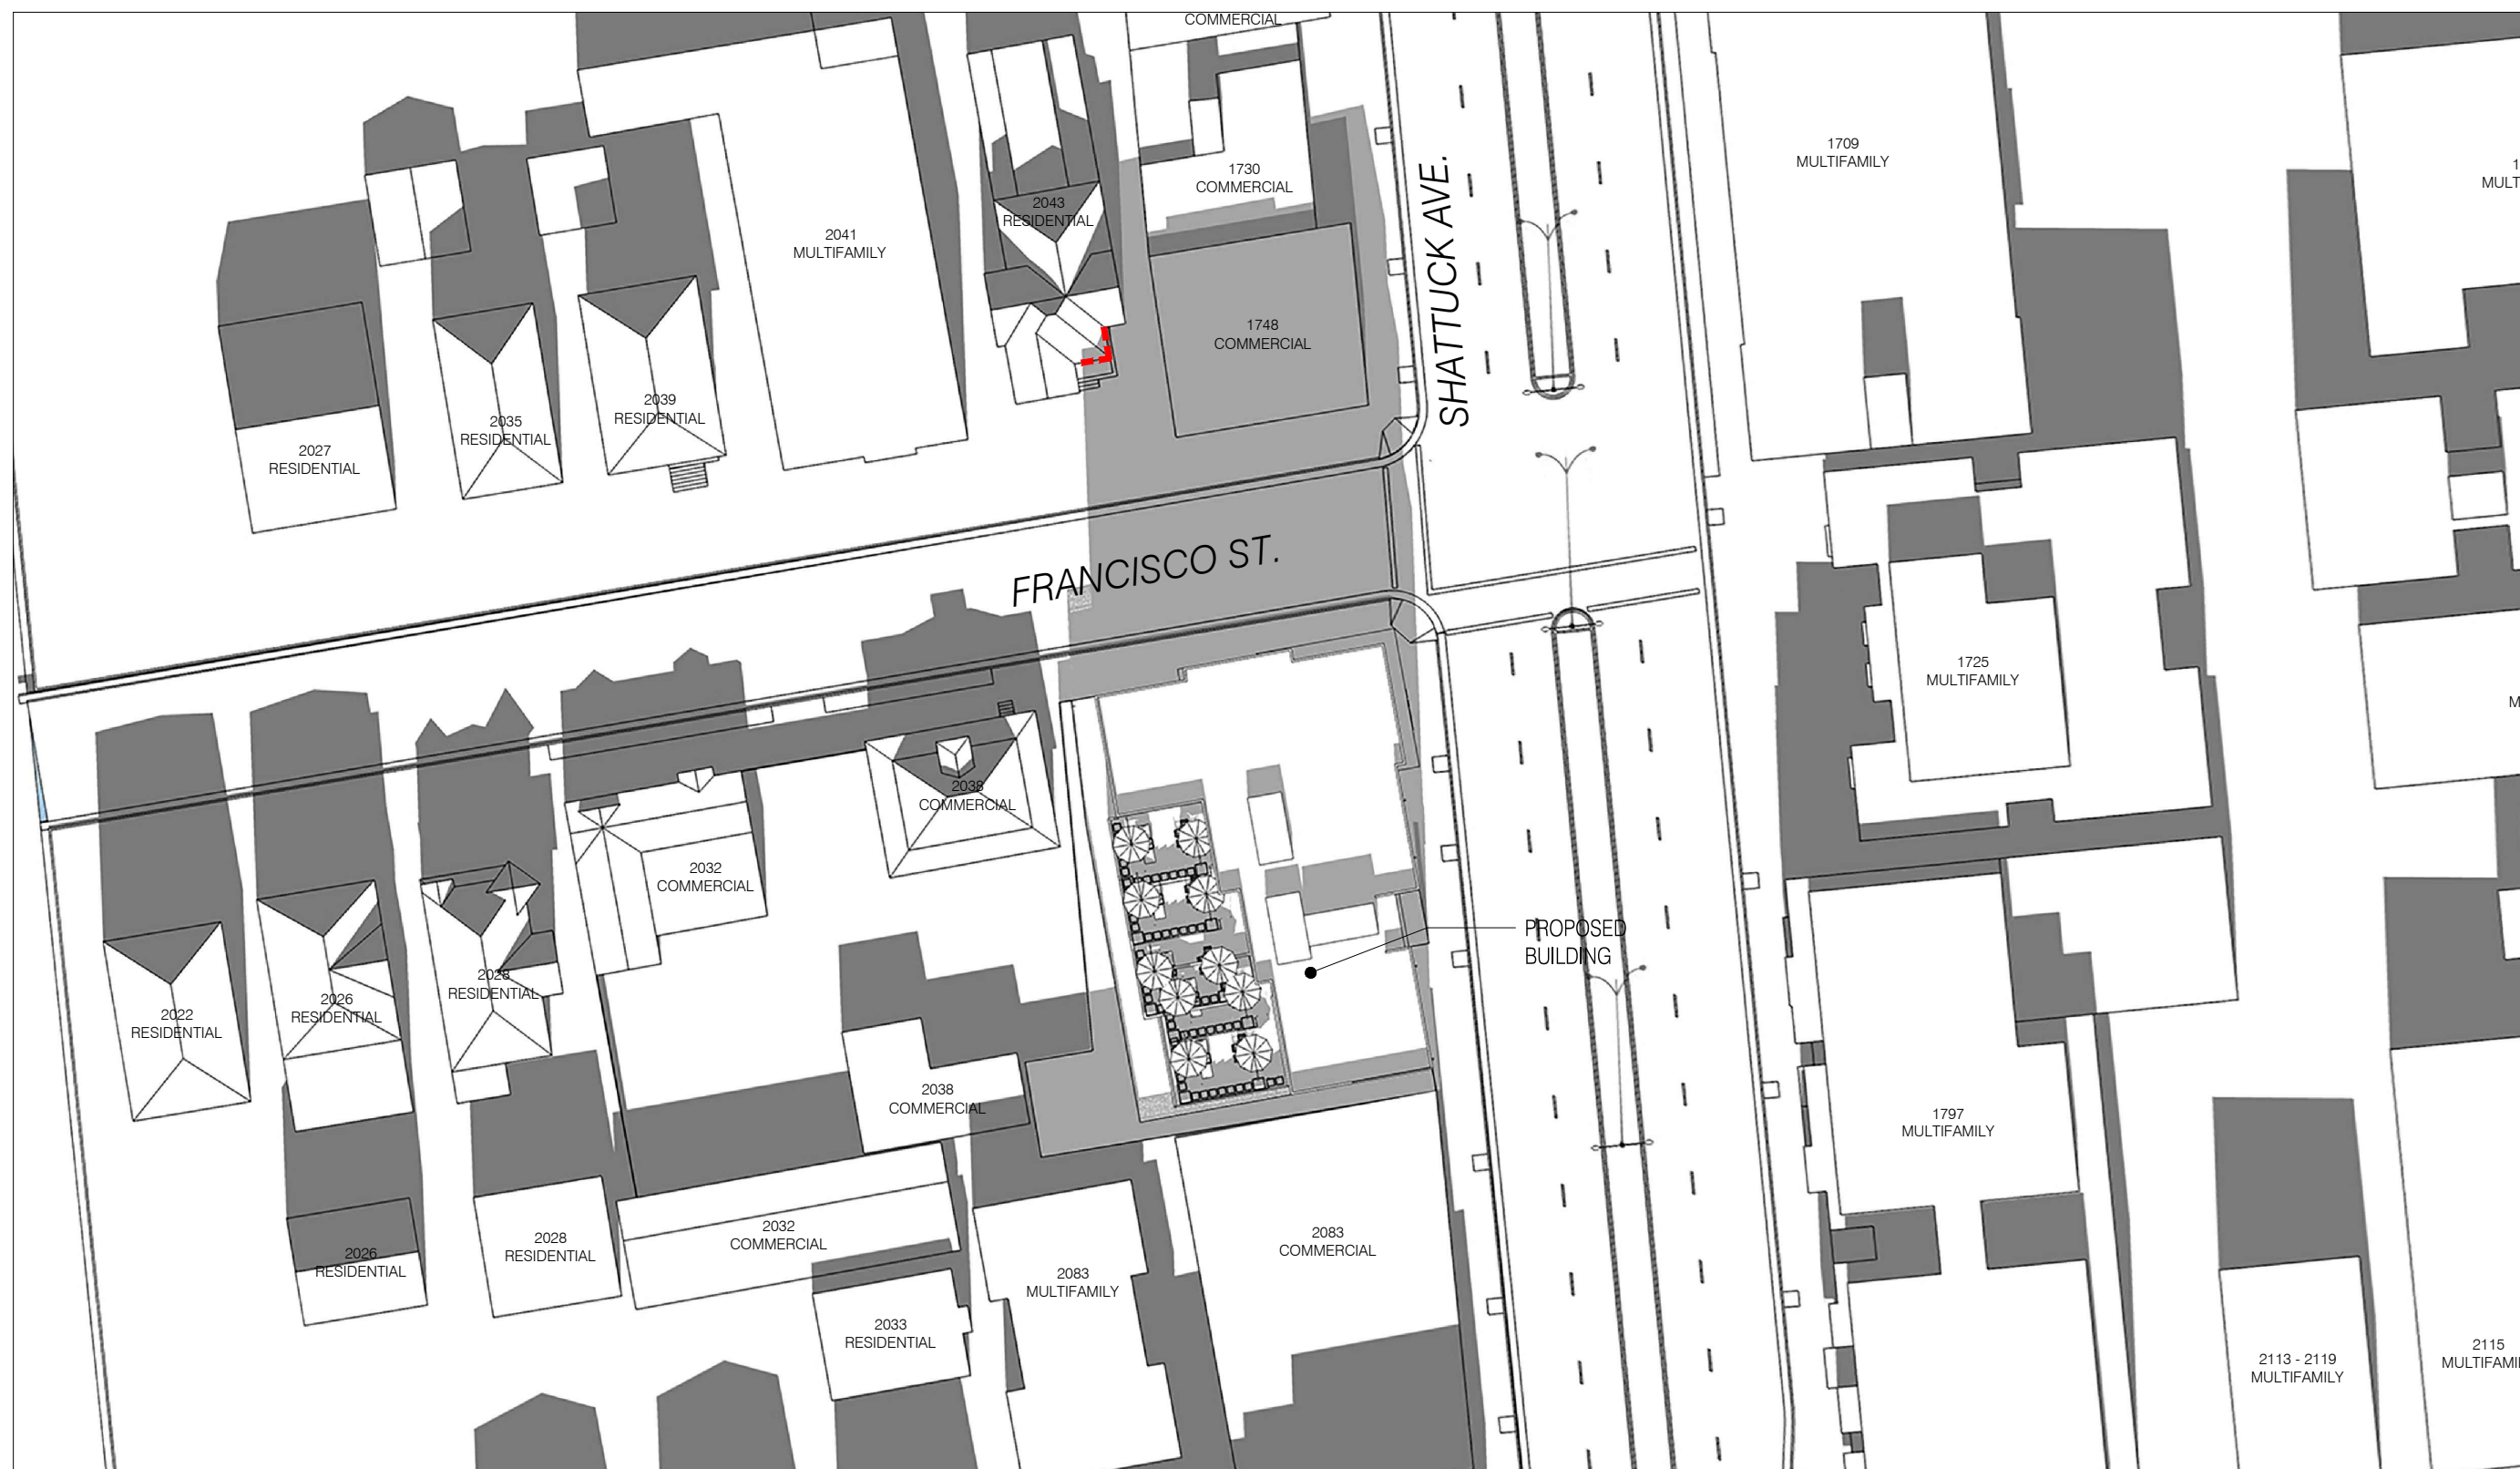 COMMERCIAL
1709
MULTIFAMILY
1730
COMMERCIAL
2043
RESIDENTIAL
2041
MULTIFAMILY
SHATTUCK AVE.
1748
COMMERCIAL
2039
RESIDENTIAL
2035
RESIDENTIAL
2027
RESIDENTIAL
FRANCISCO ST.
1725
MULTIFAMILY
2038
COMMERCIAL
2032
COMMERCIAL
PROPOSED
BUILDING
2028
RESIDENTIAL
2026
RESIDENTIAL
2022
RESIDENTIAL
2038
COMMERCIAL
1797
MULTIFAMILY
2032
COMMERCIAL
2028
RESIDENTIAL
2026
RESIDENTIAL
2083
COMMERCIAL
2083
MULTIFAMILY
2033
RESIDENTIAL
2113 - 2119
MULTIFAMILY
2115